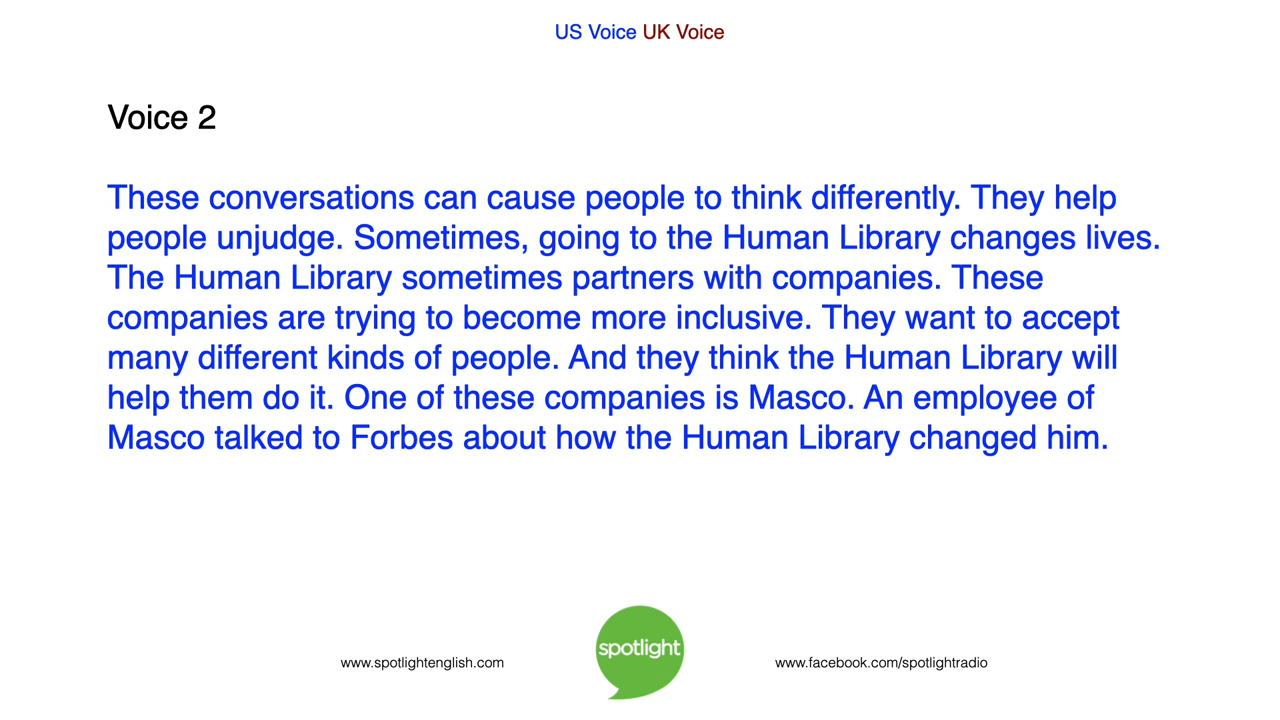 US Voice UK Voice
Voice 2
These conversations can cause people to think differently. They help
people unjudge. Sometimes, going to the Human Library changes lives.
The Human Library sometimes partners with companies. These
companies are trying to become more inclusive. They want to accept
many different kinds of people. And they think the Human Library will
help them do it. One of these companies is Masco. An employee of
Masco talked to Forbes about how the Human Library changed him.
spotlight
www.spotlightenglish.com
www.facebook.com/spotlightradio